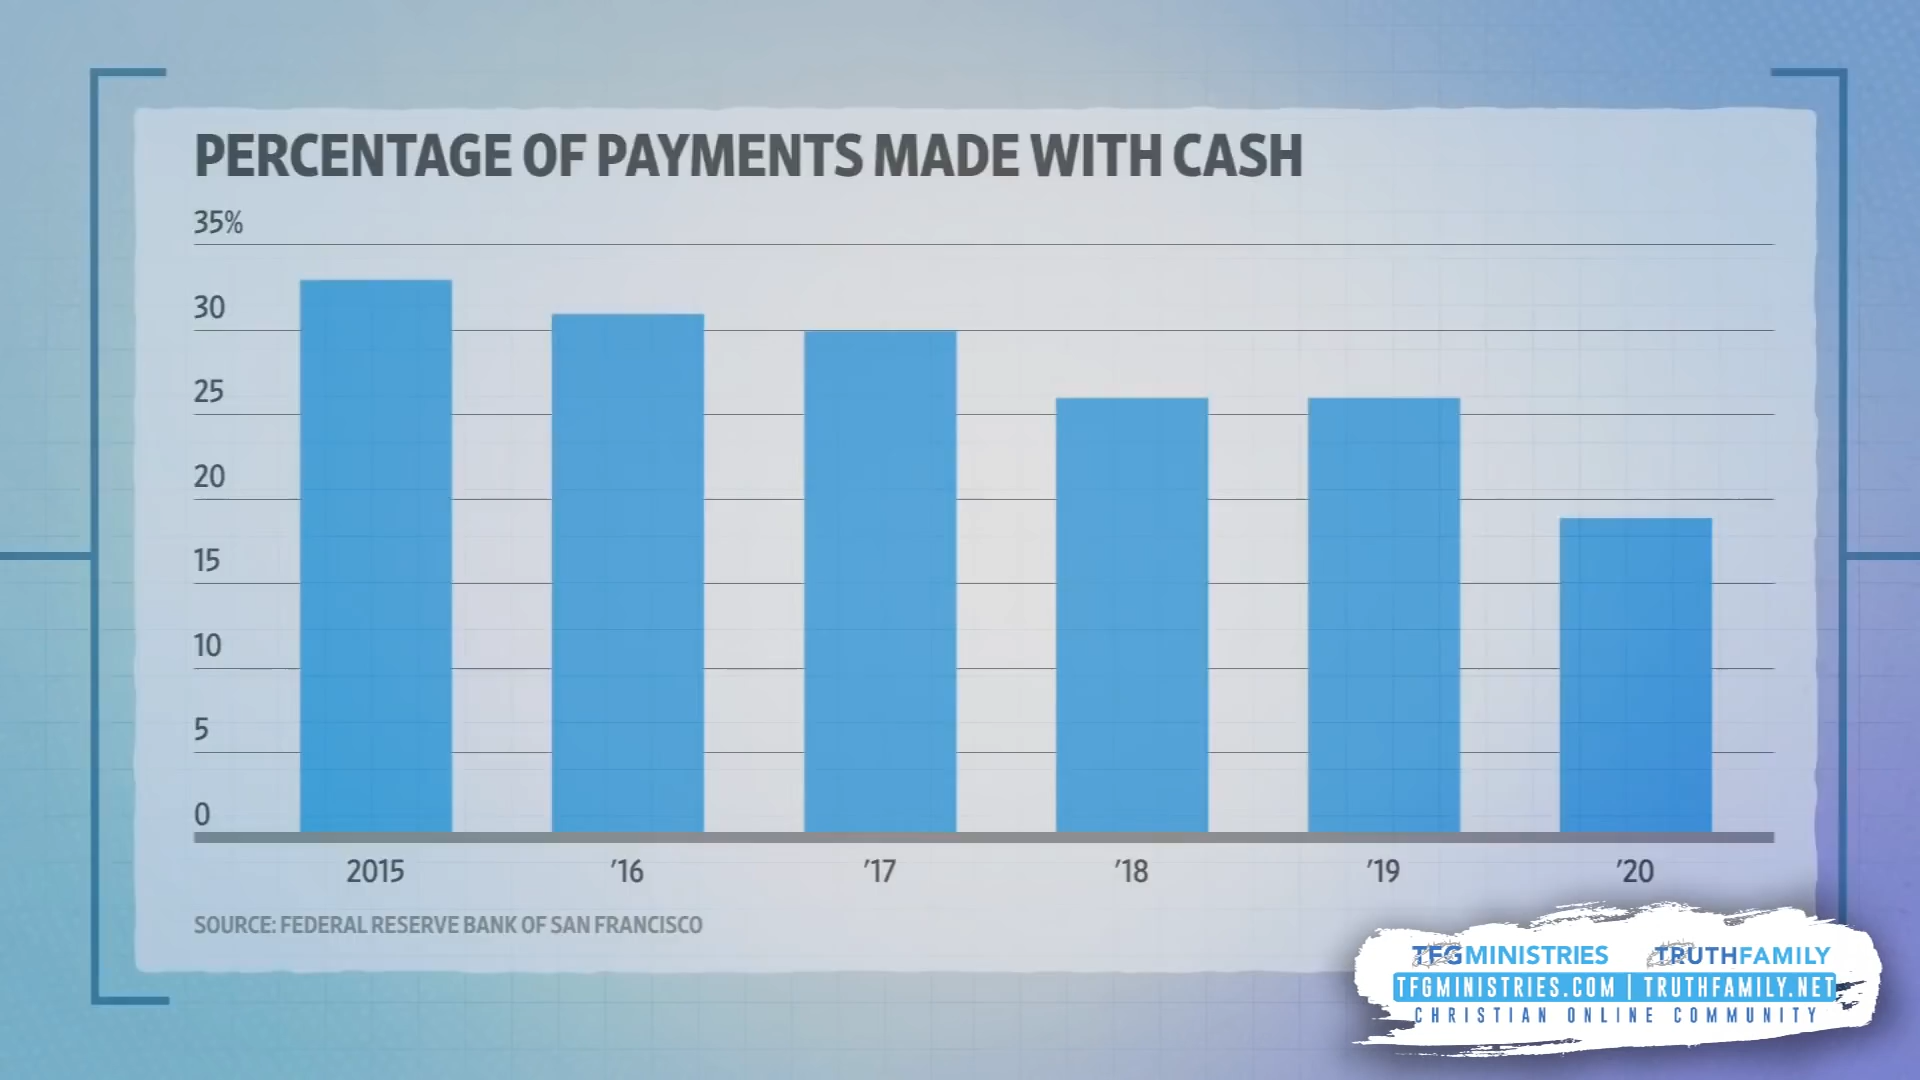 PERCENTAGE OF PAYMENTS MADE WITH CASH
35%
30
25
20
15
10
5
0
2015 '16 '17 '18 '19 '20
SOURCE: FEDERAL RESERVE BANK OF SAN FRANCISCO
TFGMINISTRIES TRUTHFAMILY
TFGMINISTRIES.COM | TRUTHFAMILY.NET
CHRISTIAN ONLINE COMMUNITY